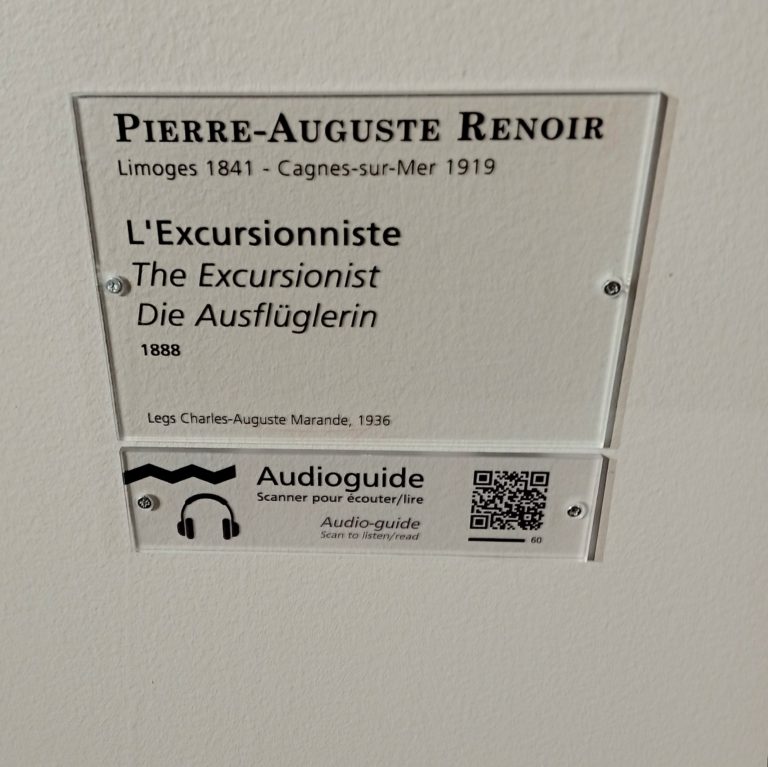 PIERRE-AUGUSTE RENOIR
Limoges 1841 - Cagnes-sur-Mer 1919
L'Excursionniste
The Excursionist
Die Ausflüglerin
1888
Legs Charles-Auguste Marande, 1936
Audioguide
Scanner pour écouter/lire
Audio-guide
Scan to listen/read
60